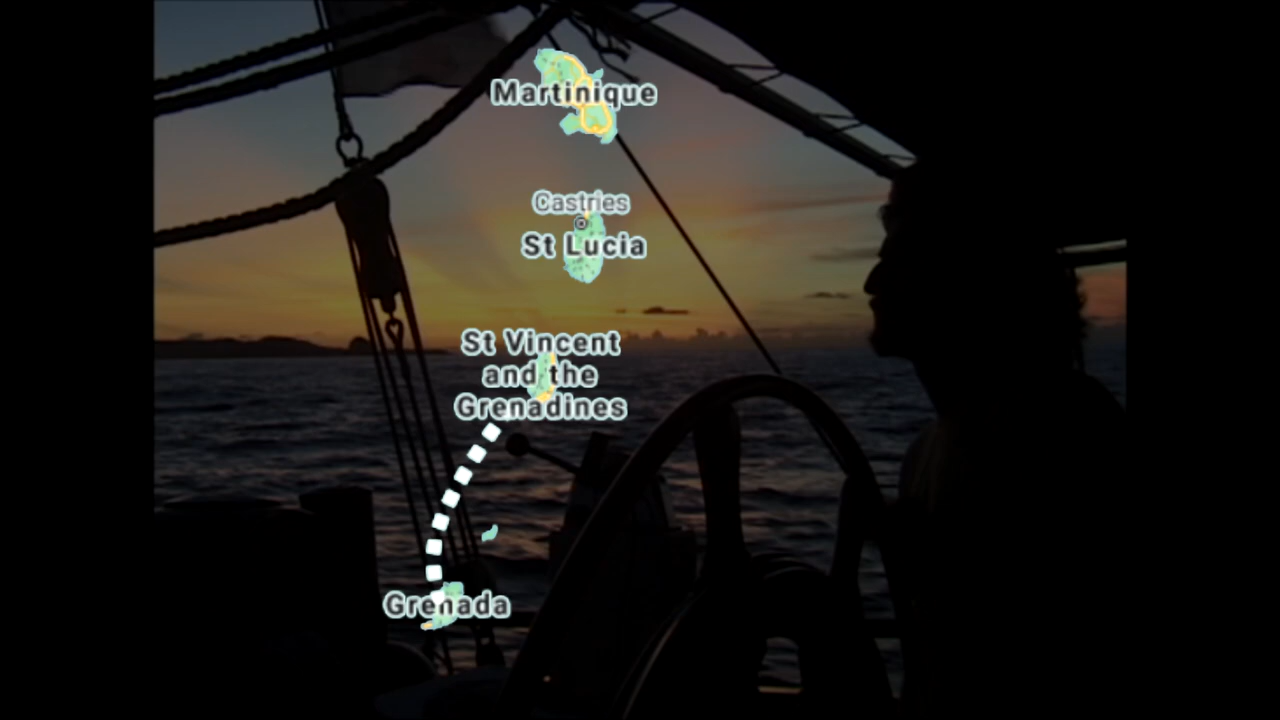 Martinique
Castries
St Lucia
St Vincent
and the
Grenadines
Grenada